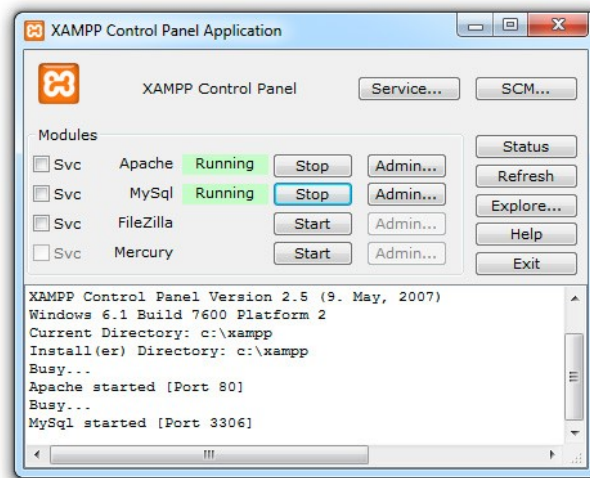 XAMPP Control Panel Application
XAMPP Control Panel Service... SCM...
Modules
Svc Apache Running Stop Admin...
Svc MySql Running Stop Admin...
Svc FileZilla Start Admin...
Svc Mercury Start Admin...
Status
Refresh
Explore...
Help
Exit
XAMPP Control Panel Version 2.5 (9. May, 2007)
Windows 6.1 Build 7600 Platform 2
Current Directory: c:\xampp
Install(er) Directory: c:\xampp
Busy...
Apache started [Port 80]
Busy...
MySql started [Port 3306]